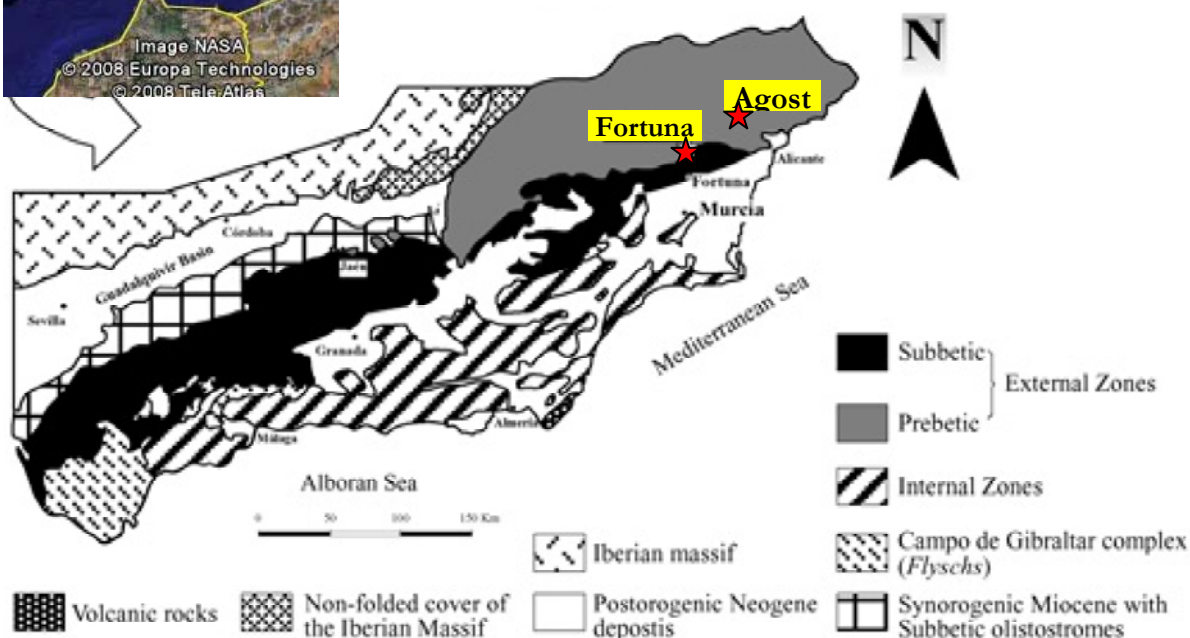 Image NASA
© 2008 Europa Technologies
© 2008 Tele Atlas
N
Agost
Fortuna
Alicante
Fortuna
Murcia
Córdoba
Jaén
Guadalquivir Basin
Sevilla
Granada
Mediterranean Sea
Almería
Málaga
Alboran Sea
0 50 100 150 Km
Subbetic
External Zones
Prebetic
Internal Zones
Iberian massif
Campo de Gibraltar complex
(Flyschs)
Volcanic rocks
Non-folded cover of
the Iberian Massif
Postorogenic Neogene
depostis
Synorogenic Miocene with
Subbetic olistostromes